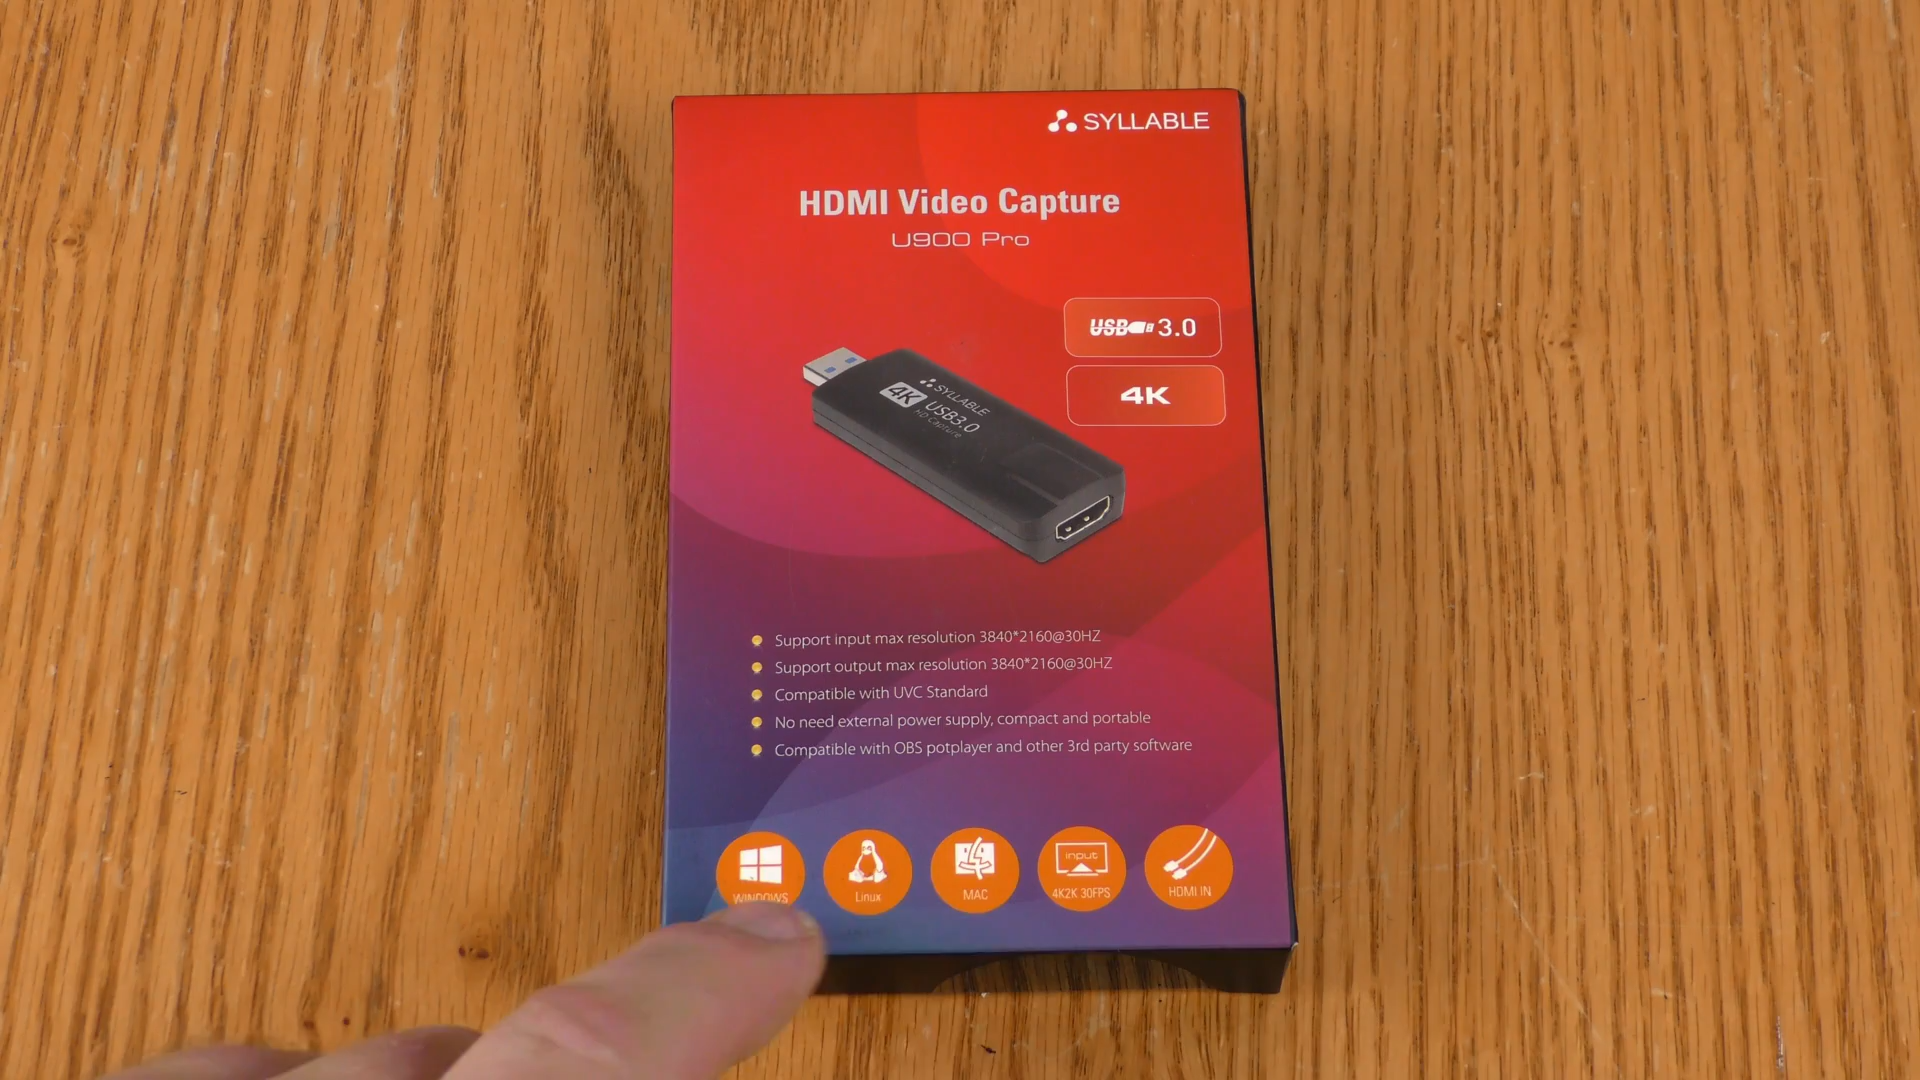 SYLLABLE
HDMI Video Capture
U900 Pro
USB 3.0
4K
SYLLABLE
4K USB3.0
HD Capture
Support input max resolution 3840*2160@30HZ
Support output max resolution 3840*2160@30HZ
Compatible with UVC Standard
No need external power supply, compact and portable
Compatible with OBS potplayer and other 3rd party software
WINDOWS
Linux
MAC
input
4K2K 30FPS
HDMI IN